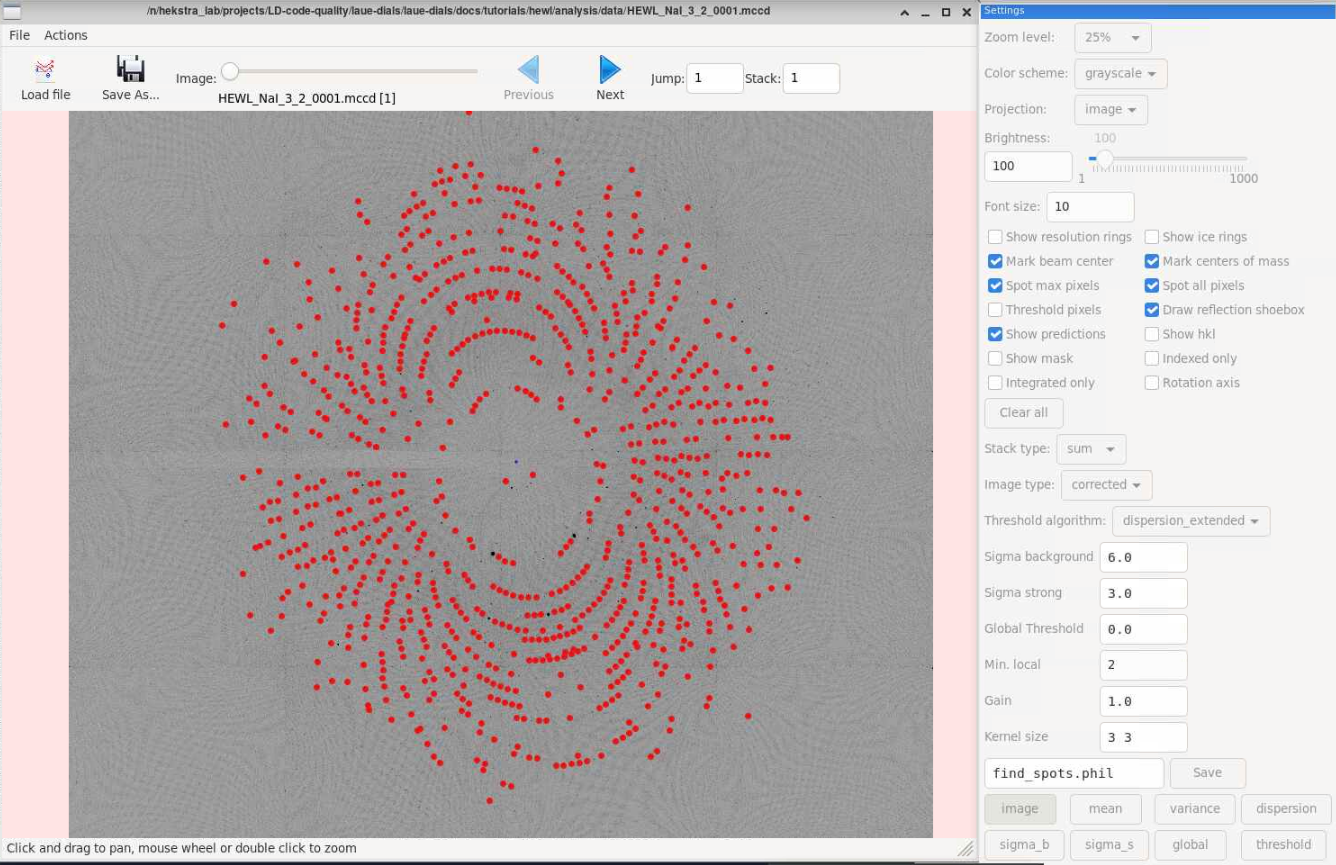 /n/hekstra_lab/projects/LD-code-quality/laue-dials/laue-dials/docs/tutorials/hewl/analysis/data/HEWL_NaI_3_2_0001.mccd
File Actions
Load file
Save As...
Image:
HEWL_NaI_3_2_0001.mccd [1]
Previous
Next
Jump: 1 Stack: 1
Click and drag to pan, mouse wheel or double click to zoom
Settings
Zoom level: 25%
Color scheme: grayscale
Projection: image
Brightness: 100
100
1 1000
Font size: 10
Show resolution rings Show ice rings
Mark beam center Mark centers of mass
Spot max pixels Spot all pixels
Threshold pixels Draw reflection shoebox
Show predictions Show hkl
Show mask Indexed only
Integrated only Rotation axis
Clear all
Stack type: sum
Image type: corrected
Threshold algorithm: dispersion_extended
Sigma background 6.0
Sigma strong 3.0
Global Threshold 0.0
Min. local 2
Gain 1.0
Kernel size 3 3
find_spots.phil Save
image mean variance dispersion
sigma_b sigma_s global threshold